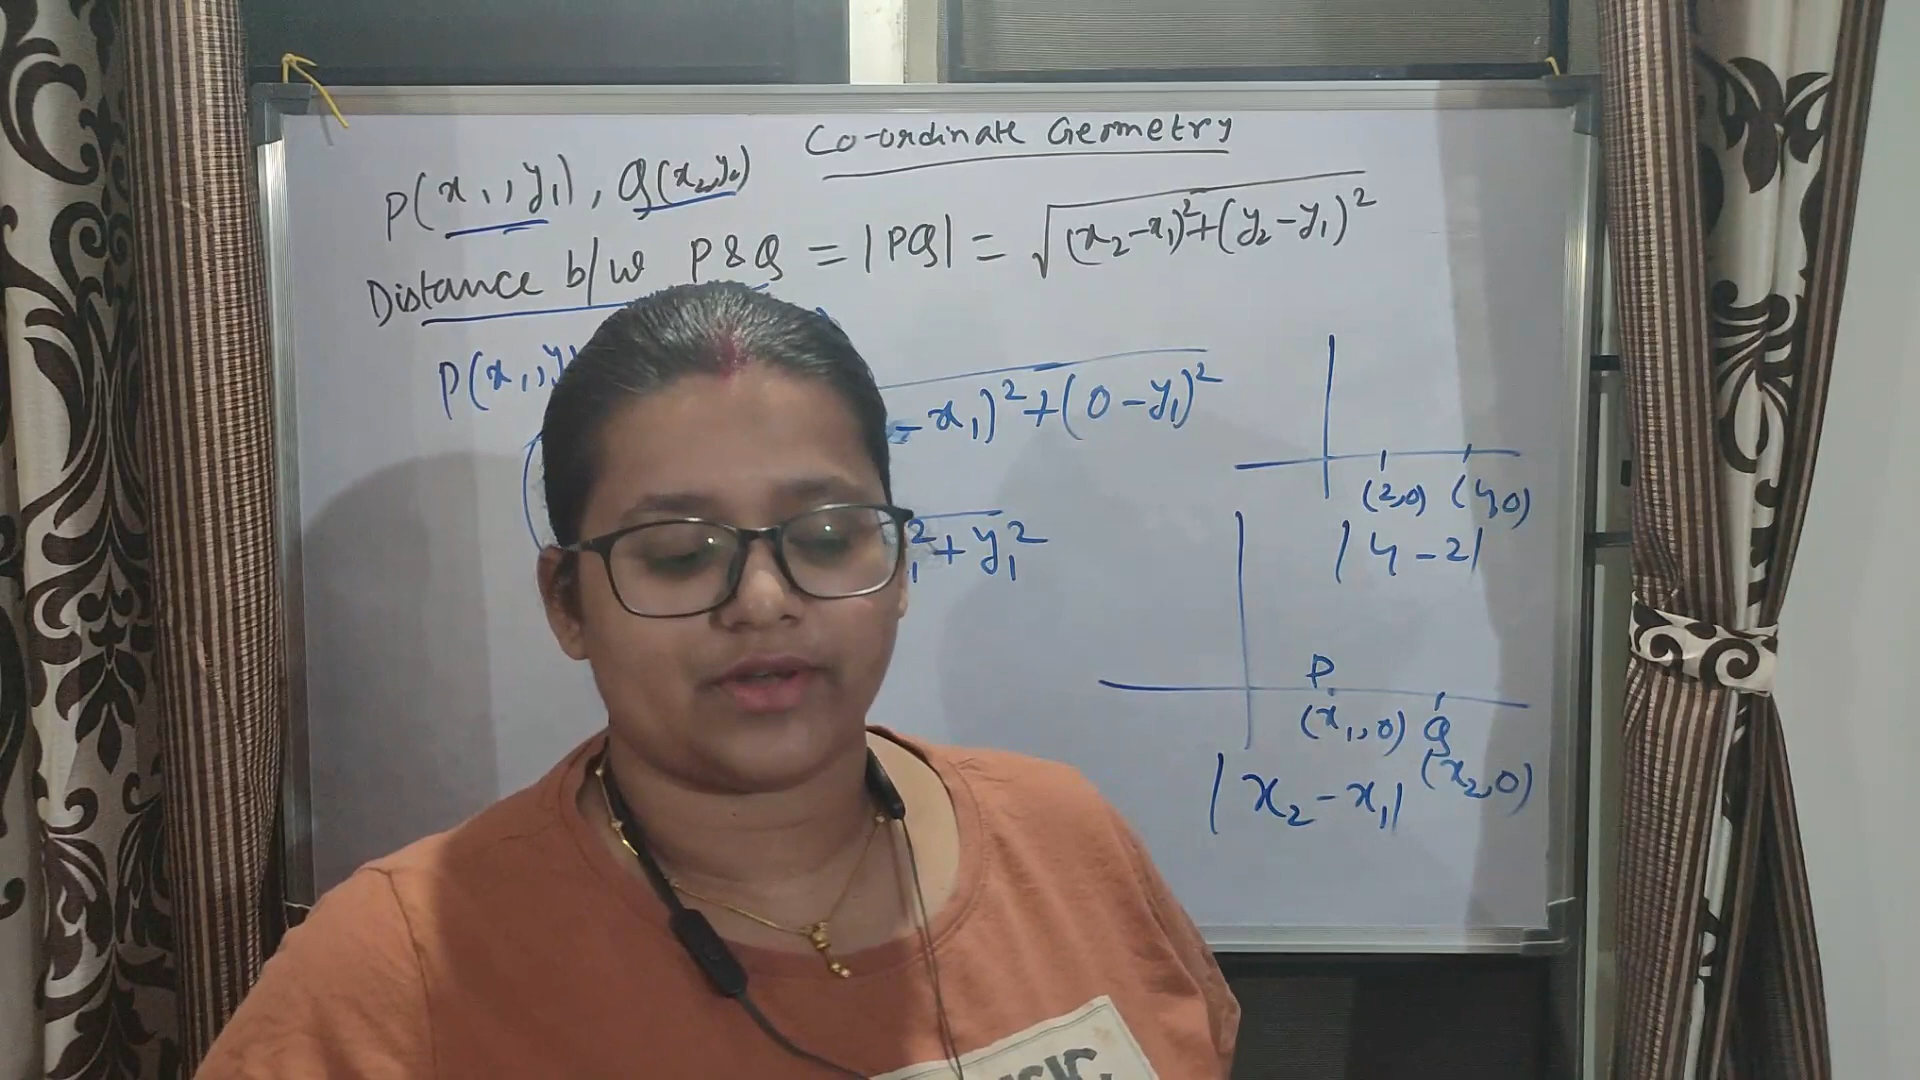 Co-ordinate Geometry
P(x₁, y₁), Q(x₂, y₂)
Distance b/w P & Q = |PQ| = √(x₂-x₁)²+(y₂-y₁)²
P(x₁, y₁
-x₁)²+(0-y₁)²
₁²+y₁²
(2,0) (4,0)
|4-2|
P
(x₁,0) Q
(x₂,0)
|x₂-x₁|